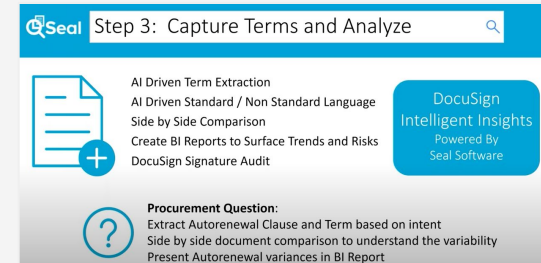 Seal
Step 3: Capture Terms and Analyze
AI Driven Term Extraction
AI Driven Standard / Non Standard Language
Side by Side Comparison
Create BI Reports to Surface Trends and Risks
DocuSign Signature Audit
DocuSign
Intelligent Insights
Powered By
Seal Software
Procurement Question:
Extract Autorenewal Clause and Term based on intent
Side by side document comparison to understand the variability
Present Autorenewal variances in BI Report